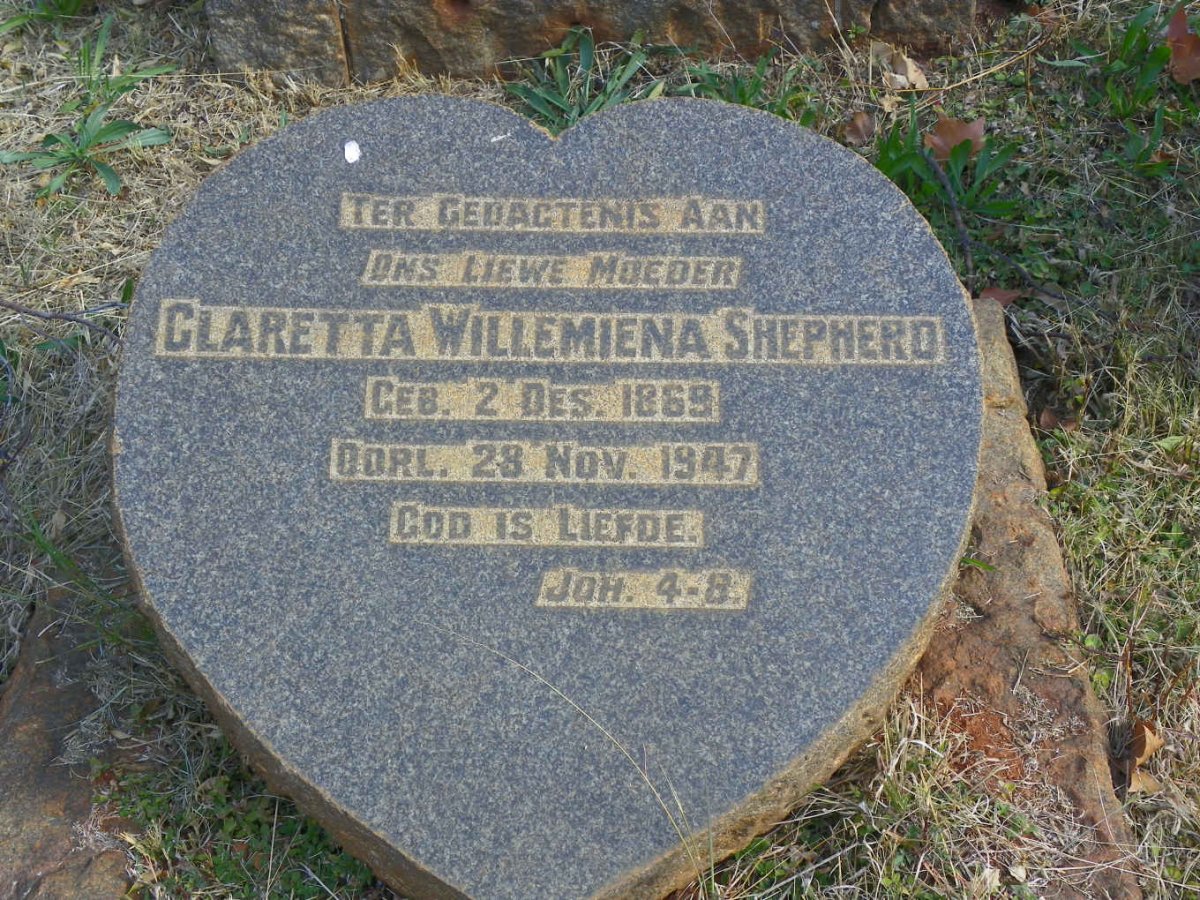 TER GEDAGTENIS AAN
ONS LIEWE MOEDER
CLARETTA WILLEMIENA SHEPHERD
GEB. 2 DES. 1869
OORL. 28 NOV. 1947
GOD IS LIEFDE.
JOH. 4-8.